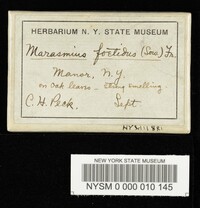 HERBARIUM N. Y. STATE MUSEUM
Marasmius foetidus (Sow) Fr.
Manor, N. Y.
on oak leaves - strong smelling.
C. H. Peck. Sept
NEW YORK STATE MUSEUM
NYSM 0 000 010 145